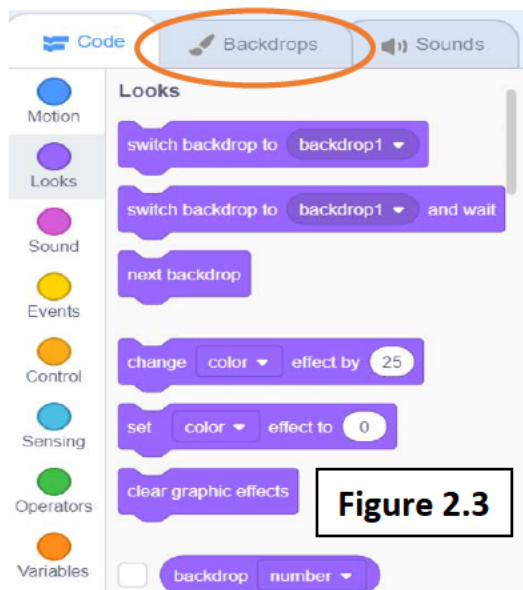 Code Backdrops Sounds
Motion
Looks
Sound
Events
Control
Sensing
Operators
Variables
Looks
switch backdrop to backdrop1
switch backdrop to backdrop1 and wait
next backdrop
change color effect by 25
set color effect to 0
clear graphic effects
backdrop number
Figure 2.3